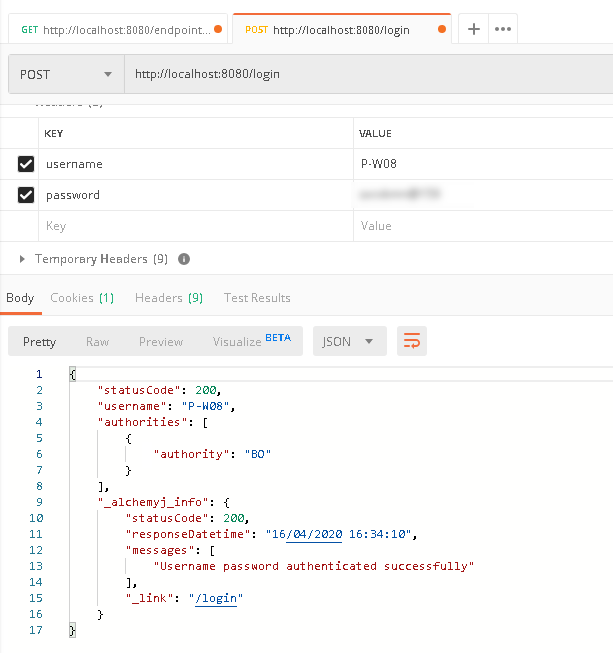 GET http://localhost:8080/endpoint... POST http://localhost:8080/login + •••
POST http://localhost:8080/login
KEY VALUE
username P-W08
password
Key Value
Temporary Headers (9) i
Body Cookies (1) Headers (9) Test Results
Pretty Raw Preview Visualize BETA JSON
1 {
2 "statusCode": 200,
3 "username": "P-W08",
4 "authorities": [
5 {
6 "authority": "BO"
7 }
8 ],
9 "_alchemyj_info": {
10 "statusCode": 200,
11 "responseDatetime": "16/04/2020 16:34:10",
12 "messages": [
13 "Username password authenticated successfully"
14 ],
15 "_link": "/login"
16 }
17 }